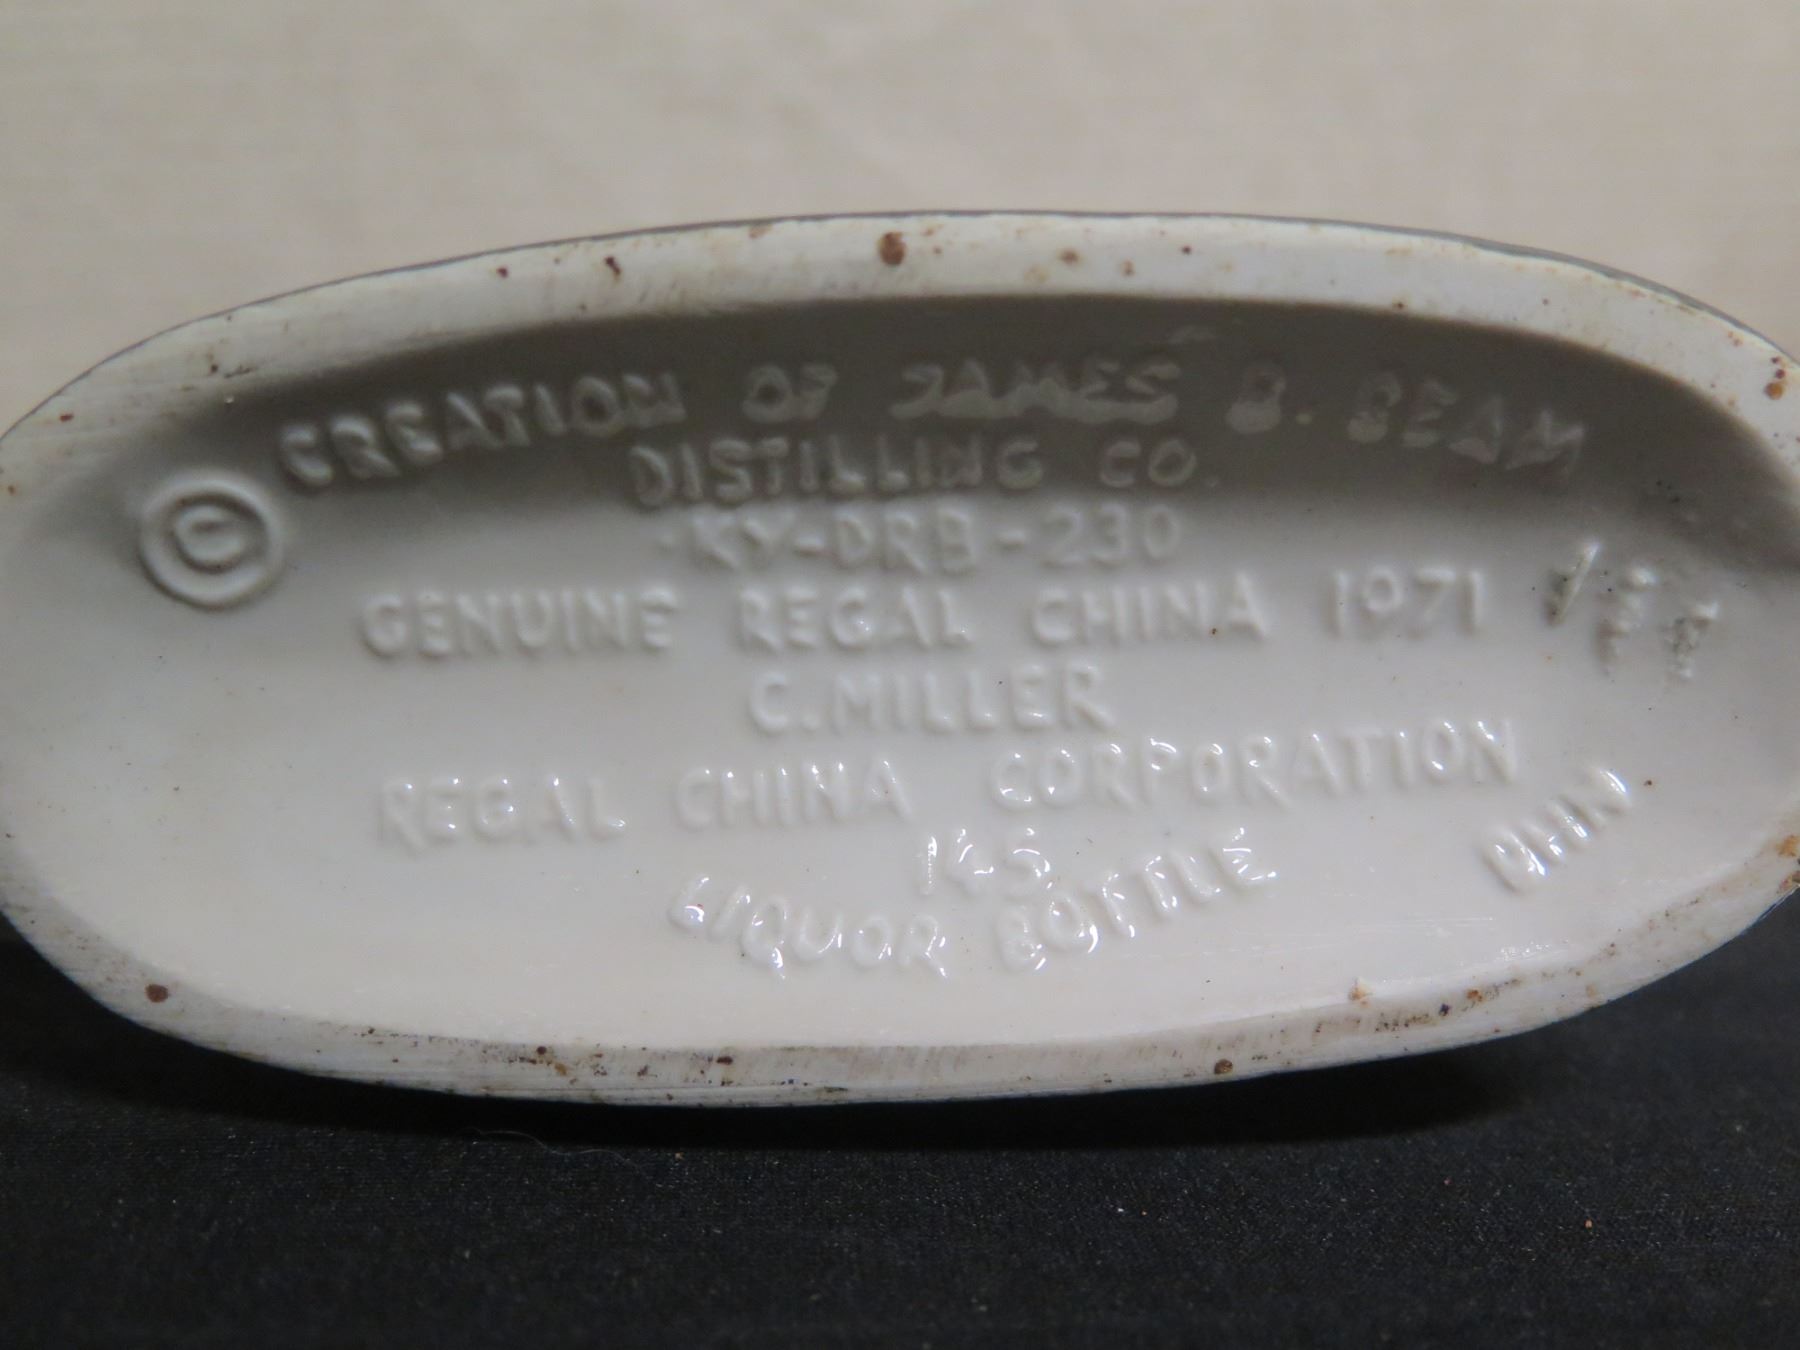 © CREATION OF JAMES B. BEAM
DISTILLING CO.
KY-DRB-230
GENUINE REGAL CHINA 1971
C. MILLER
REGAL CHINA CORPORATION
145
LIQUOR BOTTLE